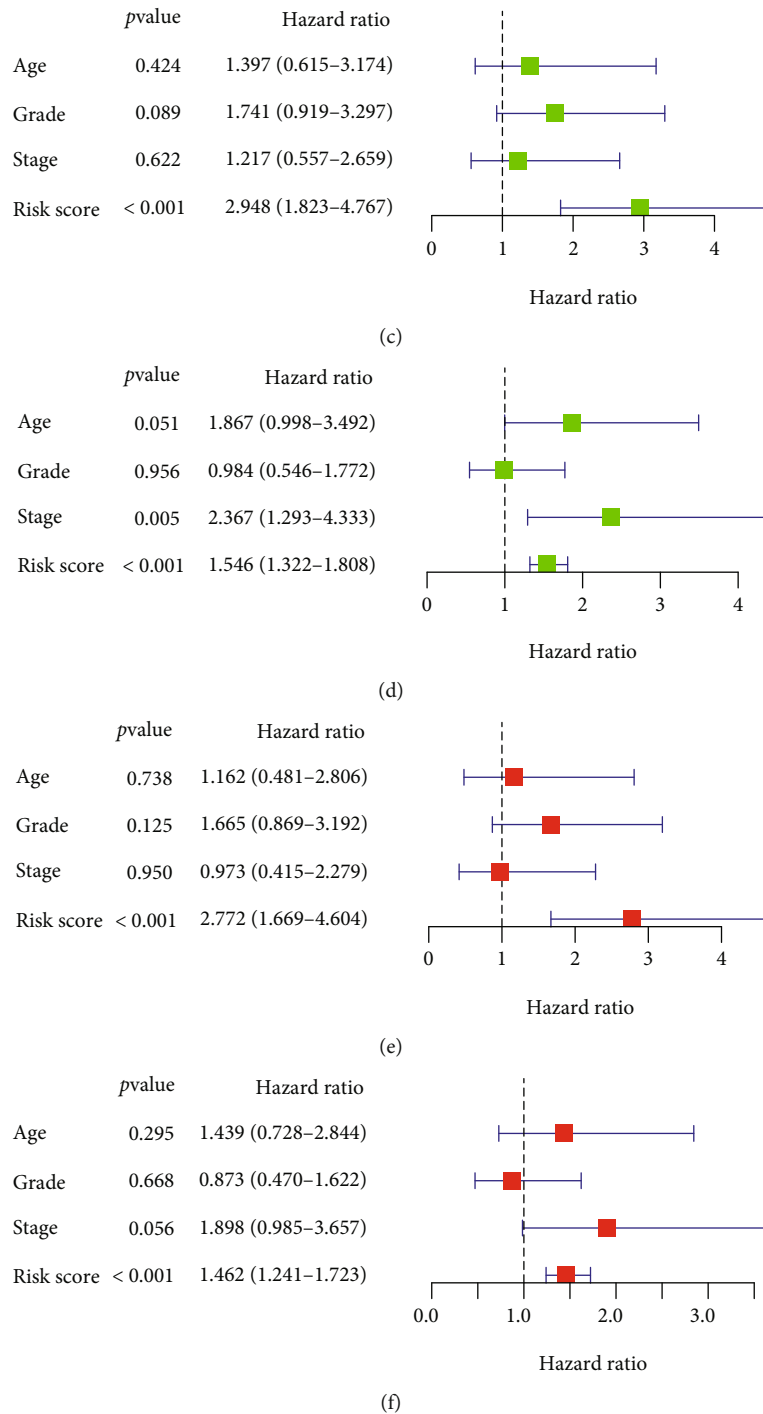 pvalue Hazard ratio
Age 0.424 1.397 (0.615–3.174)
Grade 0.089 1.741 (0.919–3.297)
Stage 0.622 1.217 (0.557–2.659)
Risk score < 0.001 2.948 (1.823–4.767)
0 1 2 3 4
Hazard ratio
(c)
pvalue Hazard ratio
Age 0.051 1.867 (0.998–3.492)
Grade 0.956 0.984 (0.546–1.772)
Stage 0.005 2.367 (1.293–4.333)
Risk score < 0.001 1.546 (1.322–1.808)
0 1 2 3 4
Hazard ratio
(d)
pvalue Hazard ratio
Age 0.738 1.162 (0.481–2.806)
Grade 0.125 1.665 (0.869–3.192)
Stage 0.950 0.973 (0.415–2.279)
Risk score < 0.001 2.772 (1.669–4.604)
0 1 2 3 4
Hazard ratio
(e)
pvalue Hazard ratio
Age 0.295 1.439 (0.728–2.844)
Grade 0.668 0.873 (0.470–1.622)
Stage 0.056 1.898 (0.985–3.657)
Risk score < 0.001 1.462 (1.241–1.723)
0.0 1.0 2.0 3.0
Hazard ratio
(f)